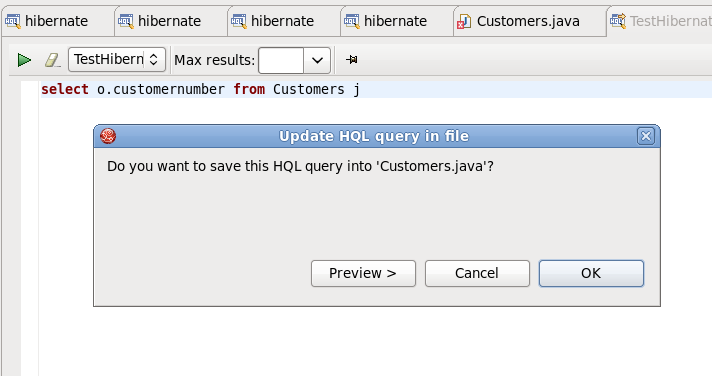 hibernate hibernate hibernate hibernate Customers.java TestHibernat
TestHibern Max results:
select o.customernumber from Customers j
Update HQL query in file
Do you want to save this HQL query into 'Customers.java'?
Preview > Cancel OK